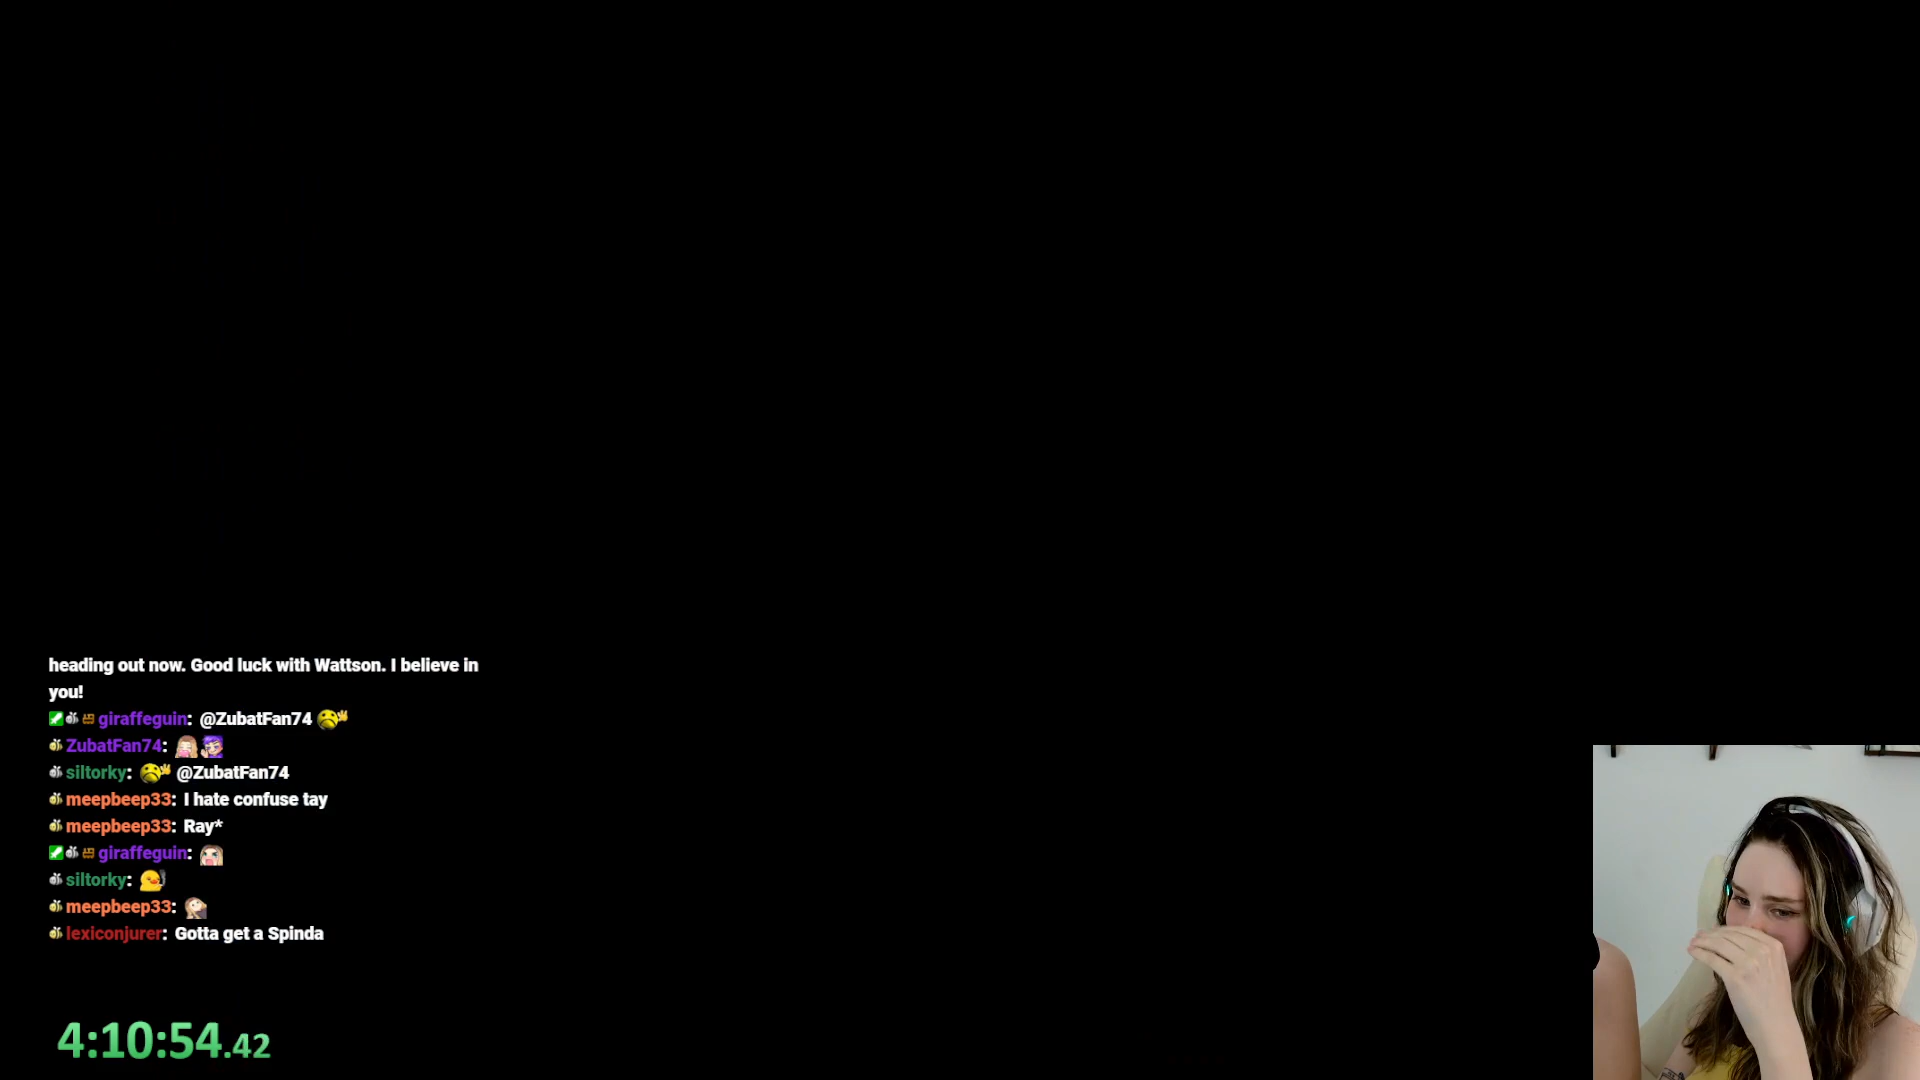 heading out now. Good luck with Wattson. I believe in
you!
giraffeguin: @ZubatFan74
ZubatFan74:
siltorky: @ZubatFan74
meepbeep33: I hate confuse tay
meepbeep33: Ray*
giraffeguin:
siltorky:
meepbeep33:
lexiconjurer: Gotta get a Spinda
4:10:54.42